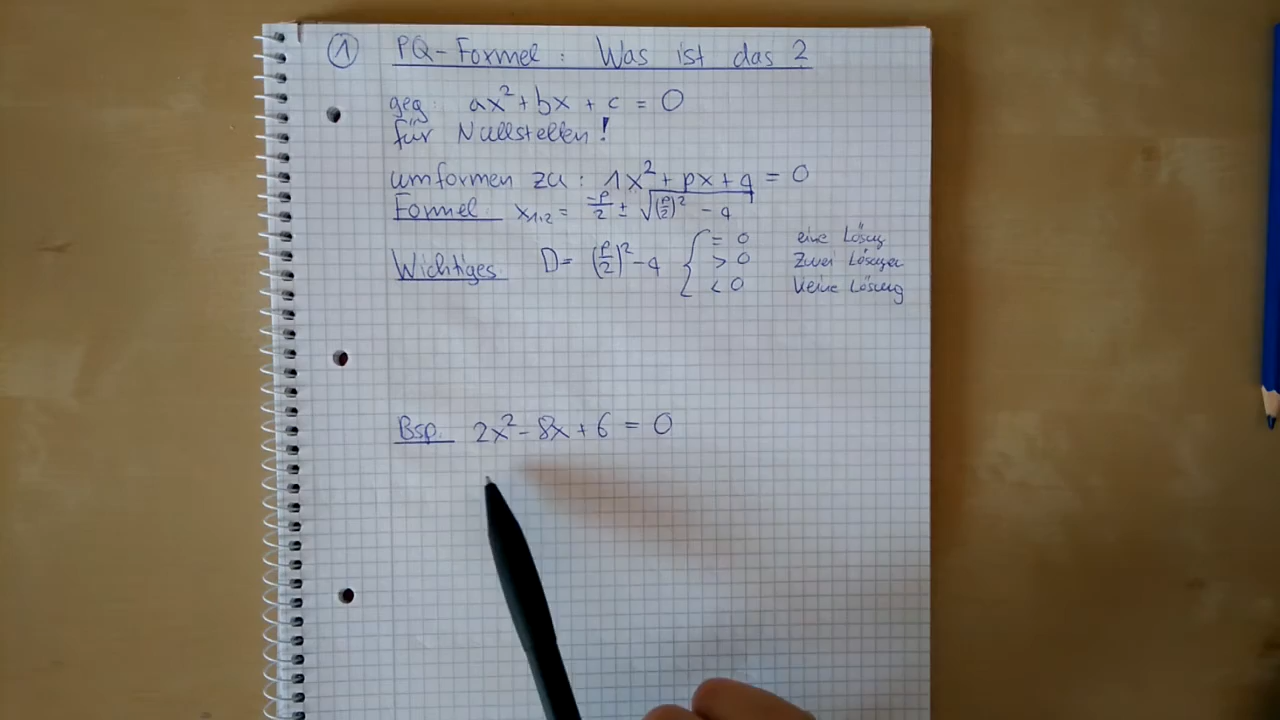 ① PQ-Formel: Was ist das?
geg: ax² + bx + c = 0
für Nullstellen!
umformen zu: 1x² + px + q = 0
Formel x₁,₂ = -p/2 ± √((p/2)² - q)
Wichtiges D = (p/2)² - q { = 0 eine Lösung
> 0 zwei Lösungen
< 0 keine Lösung
Bsp. 2x² - 8x + 6 = 0